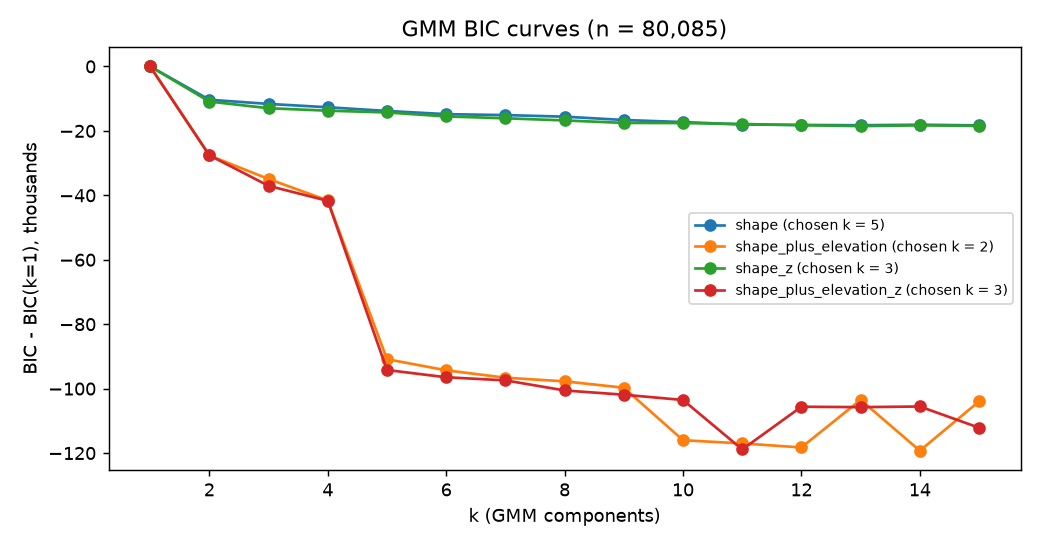 GMM BIC curves (n = 80,085)
BIC - BIC(k=1), thousands
0
−20
−40
−60
−80
−100
−120
shape (chosen k = 5)
shape_plus_elevation (chosen k = 2)
shape_z (chosen k = 3)
shape_plus_elevation_z (chosen k = 3)
2 4 6 8 10 12 14
k (GMM components)